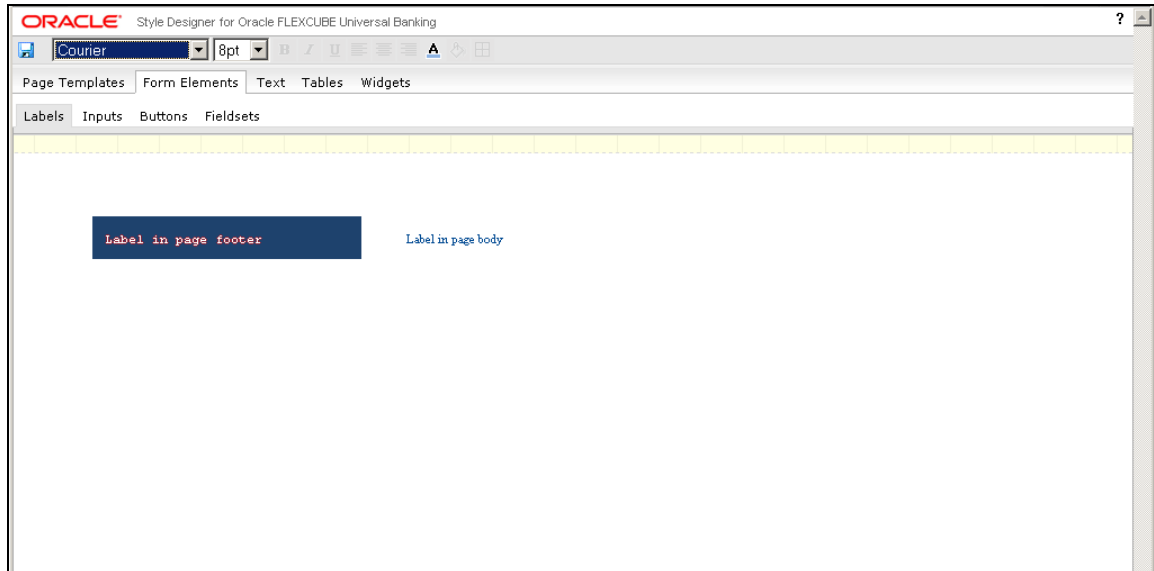 ORACLE® Style Designer for Oracle FLEXCUBE Universal Banking ?
Courier 8pt B I U A
Page Templates Form Elements Text Tables Widgets
Labels Inputs Buttons Fieldsets
Label in page footer Label in page body